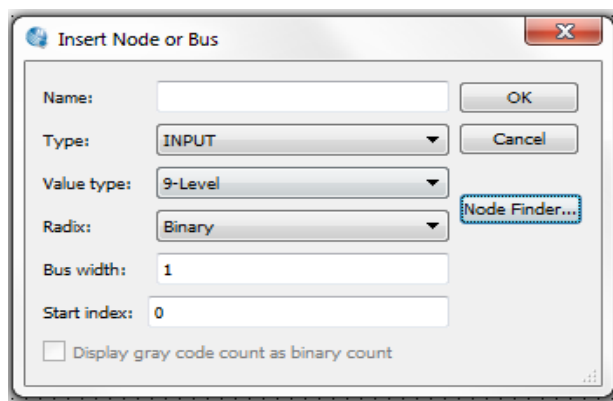 Insert Node or Bus
Name:
OK
Type: INPUT
Cancel
Value type: 9-Level
Node Finder...
Radix: Binary
Bus width: 1
Start index: 0
Display gray code count as binary count